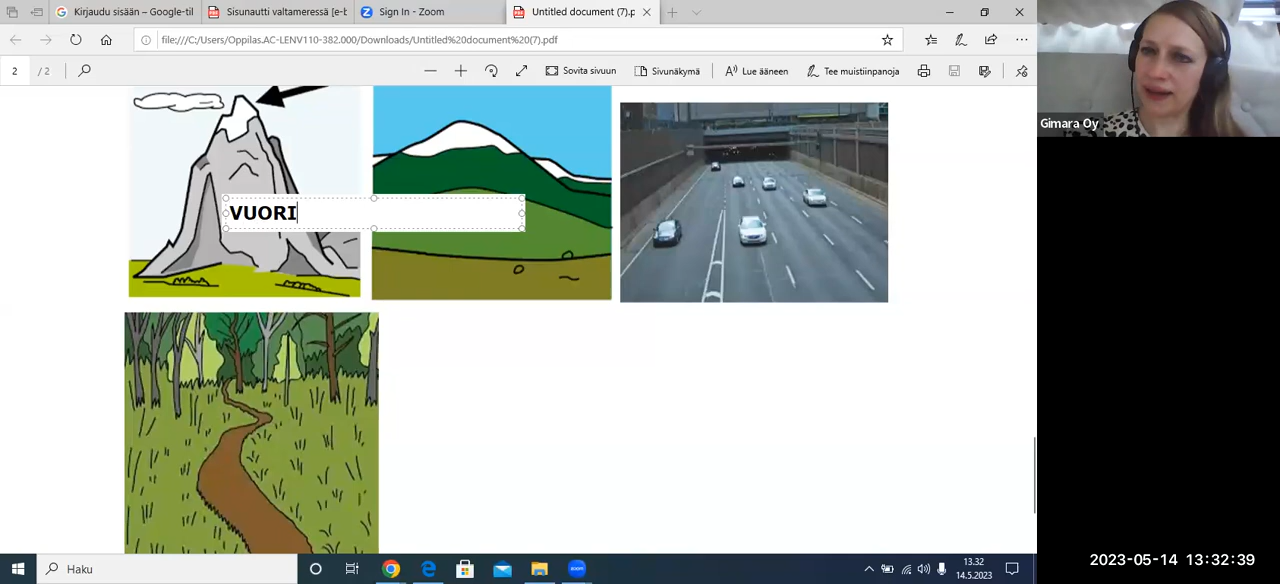 Kirjaudu sisään – Google-til
Sisunautti valtameressä [e-b
Sign In - Zoom
Untitled document (7).p
file:///C:/Users/Oppilas.AC-LENV110-382.000/Downloads/Untitled%20document%20(7).pdf
2 / 2
Sovita sivuun
Sivunäkymä
Lue ääneen
Tee muistiinpanoja
Gimara Oy
VUORI
Haku
zoom
13.32
14.5.2023
2023-05-14 13:32:39